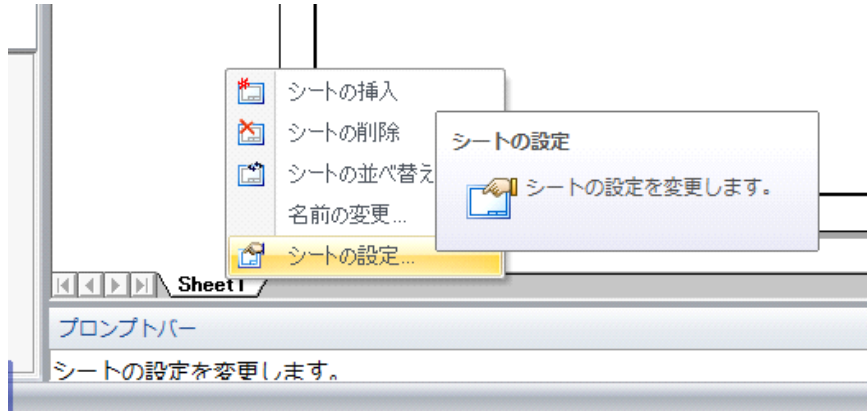 シートの挿入
シートの削除
シートの並べ替え
名前の変更...
シートの設定...
シートの設定
シートの設定を変更します。
Sheet1
プロンプトバー
シートの設定を変更します。